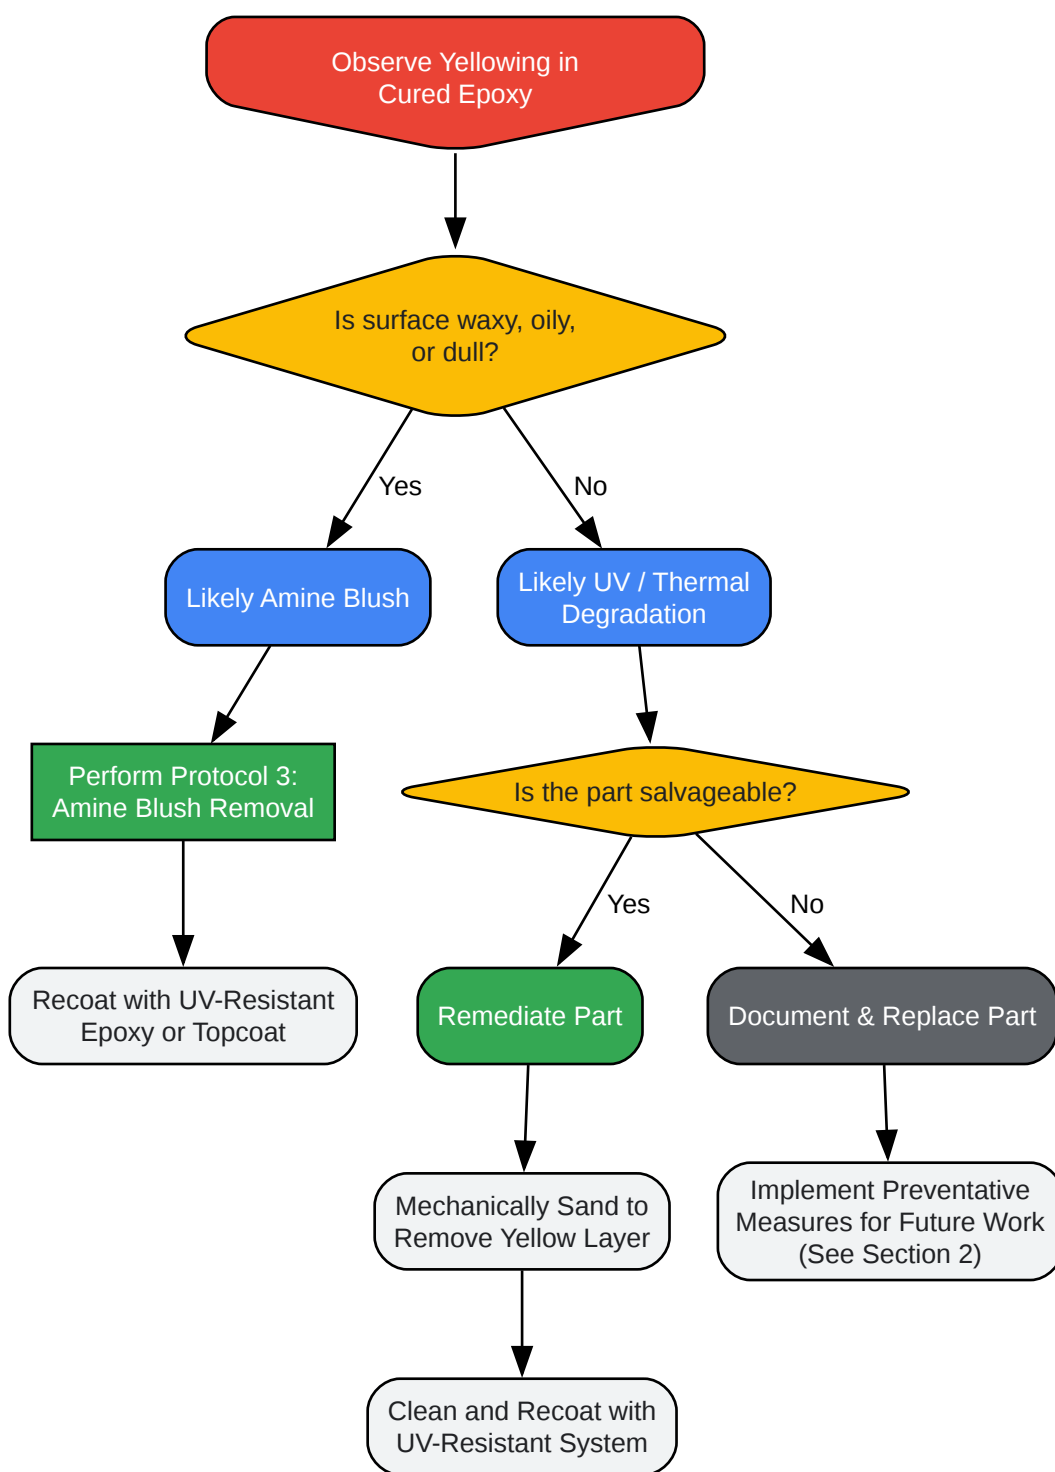 Observe Yellowing in
Cured Epoxy
Is surface waxy, oily,
or dull?
Yes
No
Likely Amine Blush
Likely UV / Thermal
Degradation
Perform Protocol 3:
Amine Blush Removal
Is the part salvageable?
Yes
No
Recoat with UV-Resistant
Epoxy or Topcoat
Remediate Part
Document & Replace Part
Mechanically Sand to
Remove Yellow Layer
Implement Preventative
Measures for Future Work
(See Section 2)
Clean and Recoat with
UV-Resistant System